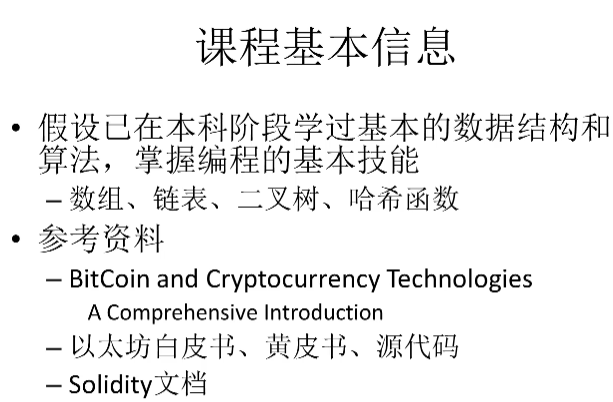 课程基本信息
• 假设已在本科阶段学过基本的数据结构和
算法，掌握编程的基本技能
– 数组、链表、二叉树、哈希函数
• 参考资料
– BitCoin and Cryptocurrency Technologies
A Comprehensive Introduction
– 以太坊白皮书、黄皮书、源代码
– Solidity文档